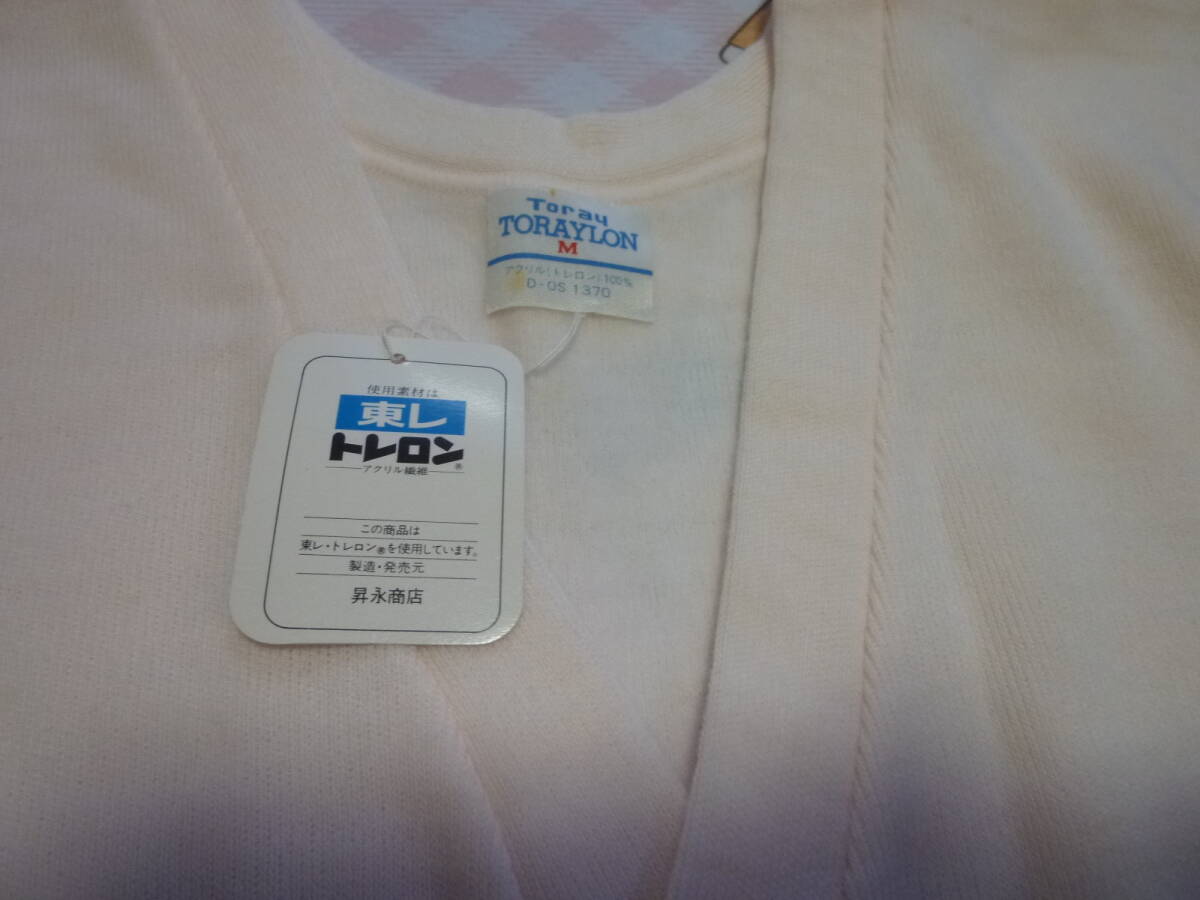 Toray
TORAYLON
M
アクリル(トレロン)100%
D-OS 1370
使用素材は
東レ
トレロン®
アクリル繊維
この商品は
東レ・トレロン®を使用しています。
製造・発売元
昇永商店